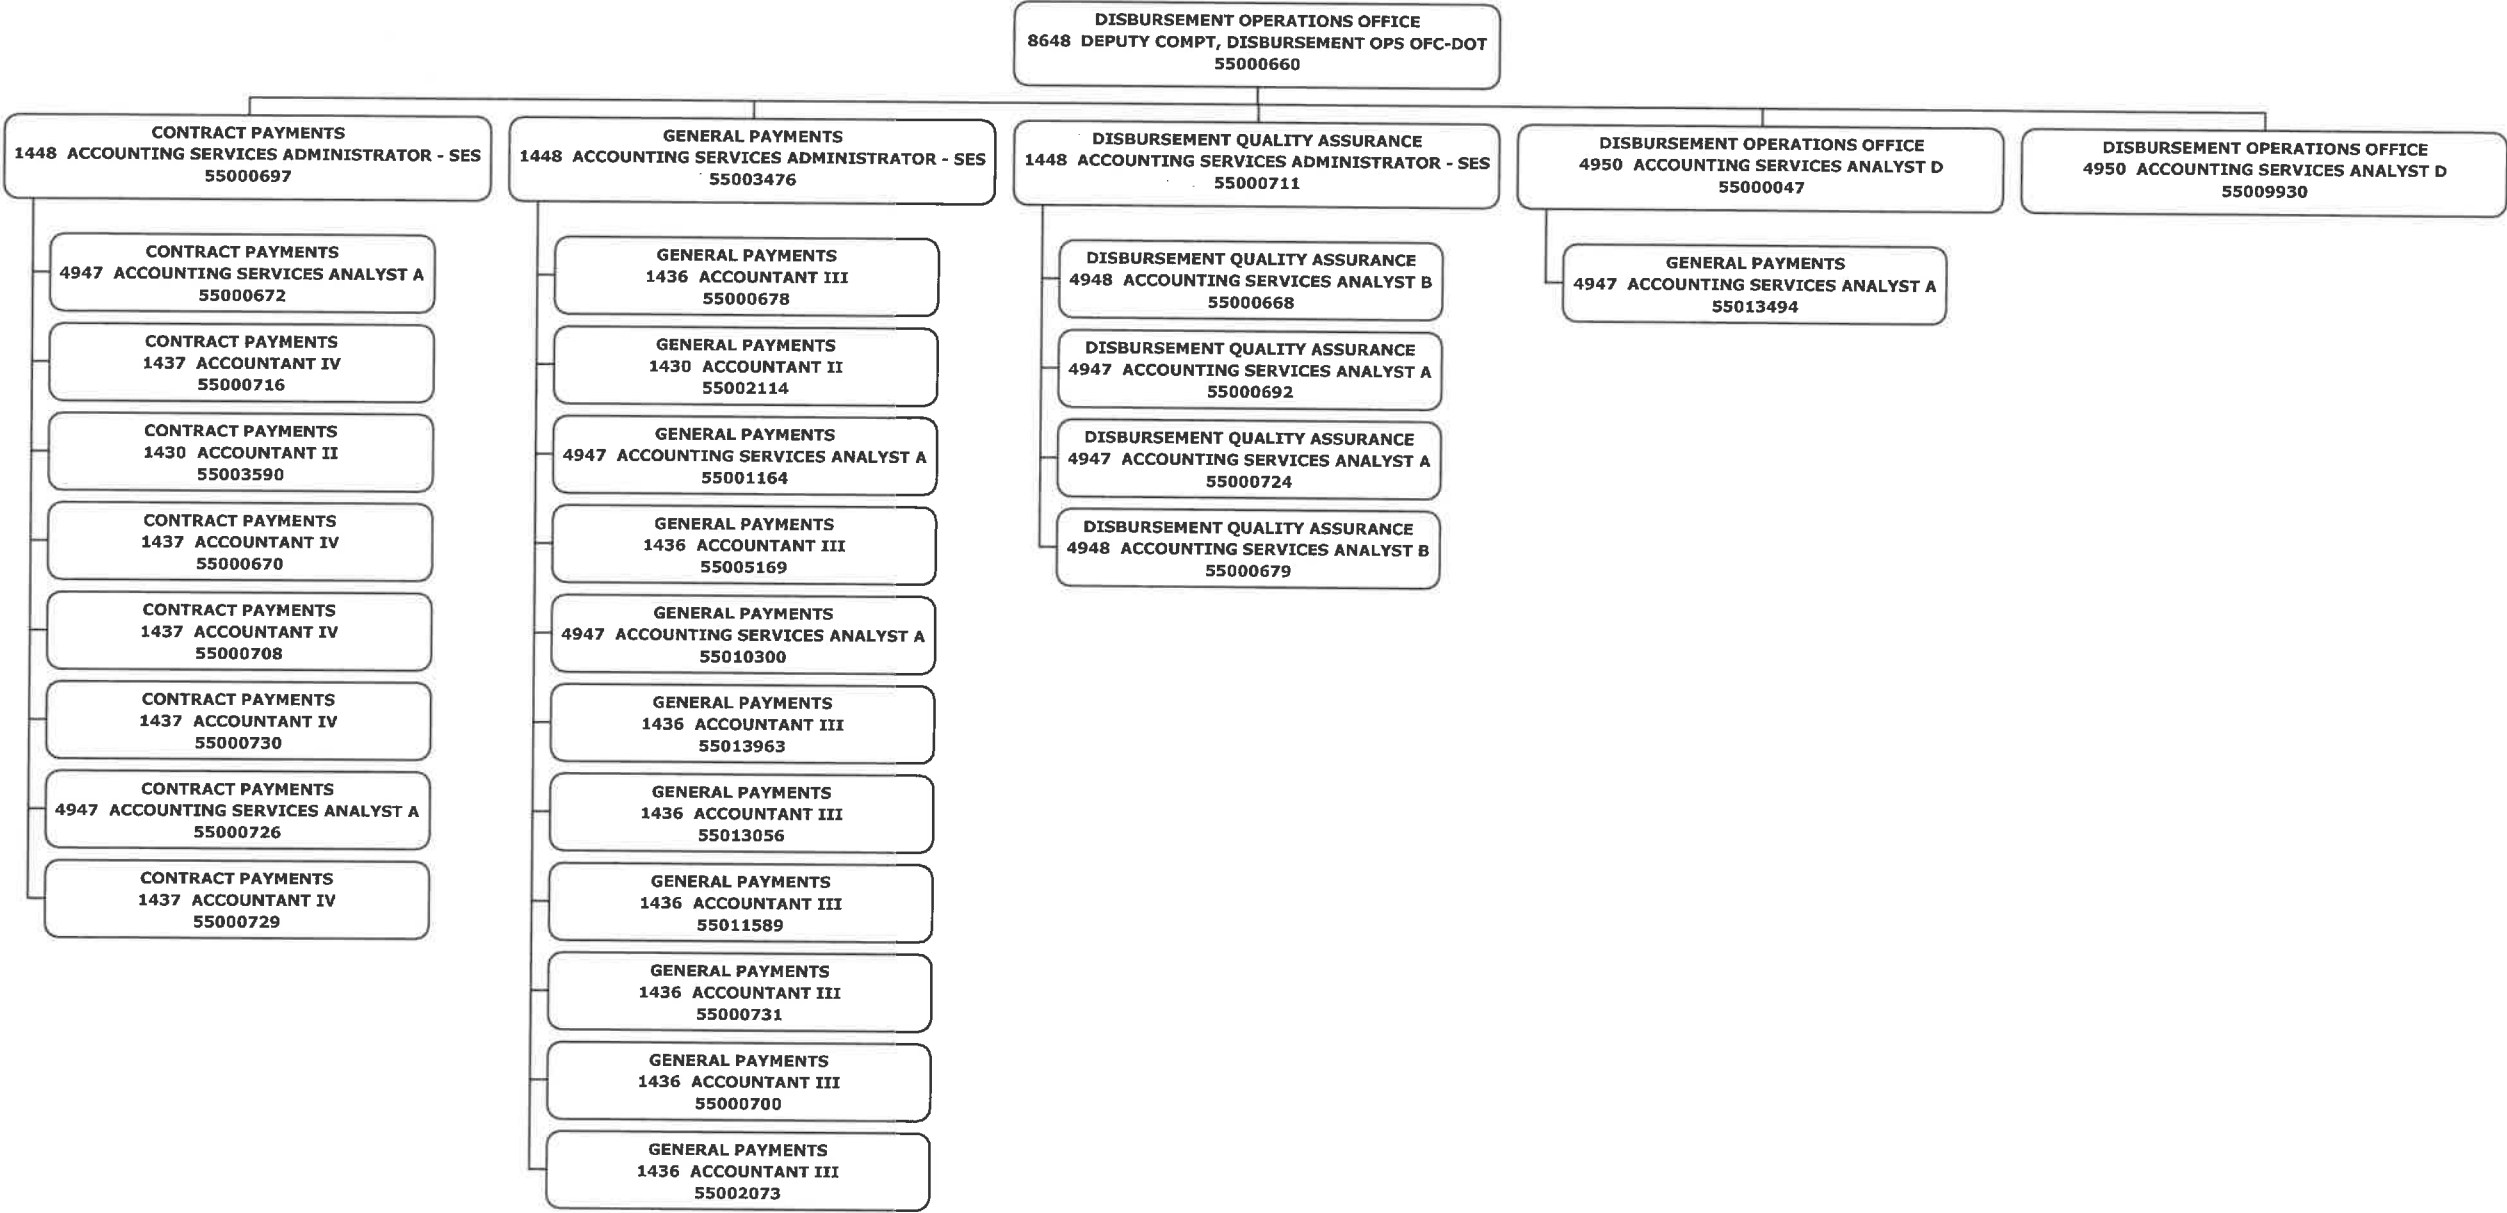 DISBURSEMENT OPERATIONS OFFICE
8648 DEPUTY COMPT, DISBURSEMENT OPS OFC-DOT
55000660
CONTRACT PAYMENTS
1448 ACCOUNTING SERVICES ADMINISTRATOR - SES
55000697
GENERAL PAYMENTS
1448 ACCOUNTING SERVICES ADMINISTRATOR - SES
55003476
DISBURSEMENT QUALITY ASSURANCE
1448 ACCOUNTING SERVICES ADMINISTRATOR - SES
55000711
DISBURSEMENT OPERATIONS OFFICE
4950 ACCOUNTING SERVICES ANALYST D
55000047
DISBURSEMENT OPERATIONS OFFICE
4950 ACCOUNTING SERVICES ANALYST D
55009930
CONTRACT PAYMENTS
4947 ACCOUNTING SERVICES ANALYST A
55000672
CONTRACT PAYMENTS
1437 ACCOUNTANT IV
55000716
CONTRACT PAYMENTS
1430 ACCOUNTANT II
55003590
CONTRACT PAYMENTS
1437 ACCOUNTANT IV
55000670
CONTRACT PAYMENTS
1437 ACCOUNTANT IV
55000708
CONTRACT PAYMENTS
1437 ACCOUNTANT IV
55000730
CONTRACT PAYMENTS
4947 ACCOUNTING SERVICES ANALYST A
55000726
CONTRACT PAYMENTS
1437 ACCOUNTANT IV
55000729
GENERAL PAYMENTS
1436 ACCOUNTANT III
55000678
GENERAL PAYMENTS
1430 ACCOUNTANT II
55002114
GENERAL PAYMENTS
4947 ACCOUNTING SERVICES ANALYST A
55001164
GENERAL PAYMENTS
1436 ACCOUNTANT III
55005169
GENERAL PAYMENTS
4947 ACCOUNTING SERVICES ANALYST A
55010300
GENERAL PAYMENTS
1436 ACCOUNTANT III
55013963
GENERAL PAYMENTS
1436 ACCOUNTANT III
55013056
GENERAL PAYMENTS
1436 ACCOUNTANT III
55011589
GENERAL PAYMENTS
1436 ACCOUNTANT III
55000731
GENERAL PAYMENTS
1436 ACCOUNTANT III
55000700
GENERAL PAYMENTS
1436 ACCOUNTANT III
55002073
DISBURSEMENT QUALITY ASSURANCE
4948 ACCOUNTING SERVICES ANALYST B
55000668
DISBURSEMENT QUALITY ASSURANCE
4947 ACCOUNTING SERVICES ANALYST A
55000692
DISBURSEMENT QUALITY ASSURANCE
4947 ACCOUNTING SERVICES ANALYST A
55000724
DISBURSEMENT QUALITY ASSURANCE
4948 ACCOUNTING SERVICES ANALYST B
55000679
GENERAL PAYMENTS
4947 ACCOUNTING SERVICES ANALYST A
55013494